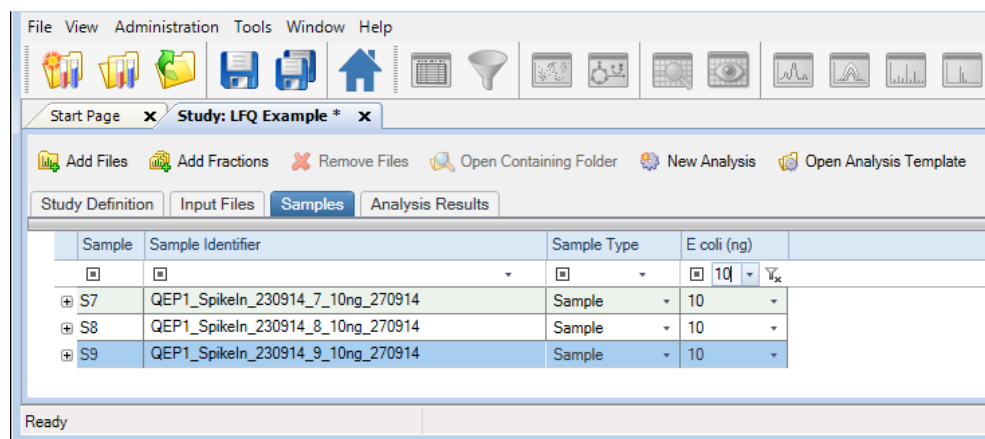 File View Administration Tools Window Help
Start Page x Study: LFQ Example * x
Add Files Add Fractions Remove Files Open Containing Folder New Analysis Open Analysis Template
Study Definition Input Files Samples Analysis Results
Sample Sample Identifier Sample Type E coli (ng)
10
S7 QEP1_SpikeIn_230914_7_10ng_270914 Sample 10
S8 QEP1_SpikeIn_230914_8_10ng_270914 Sample 10
S9 QEP1_SpikeIn_230914_9_10ng_270914 Sample 10
Ready